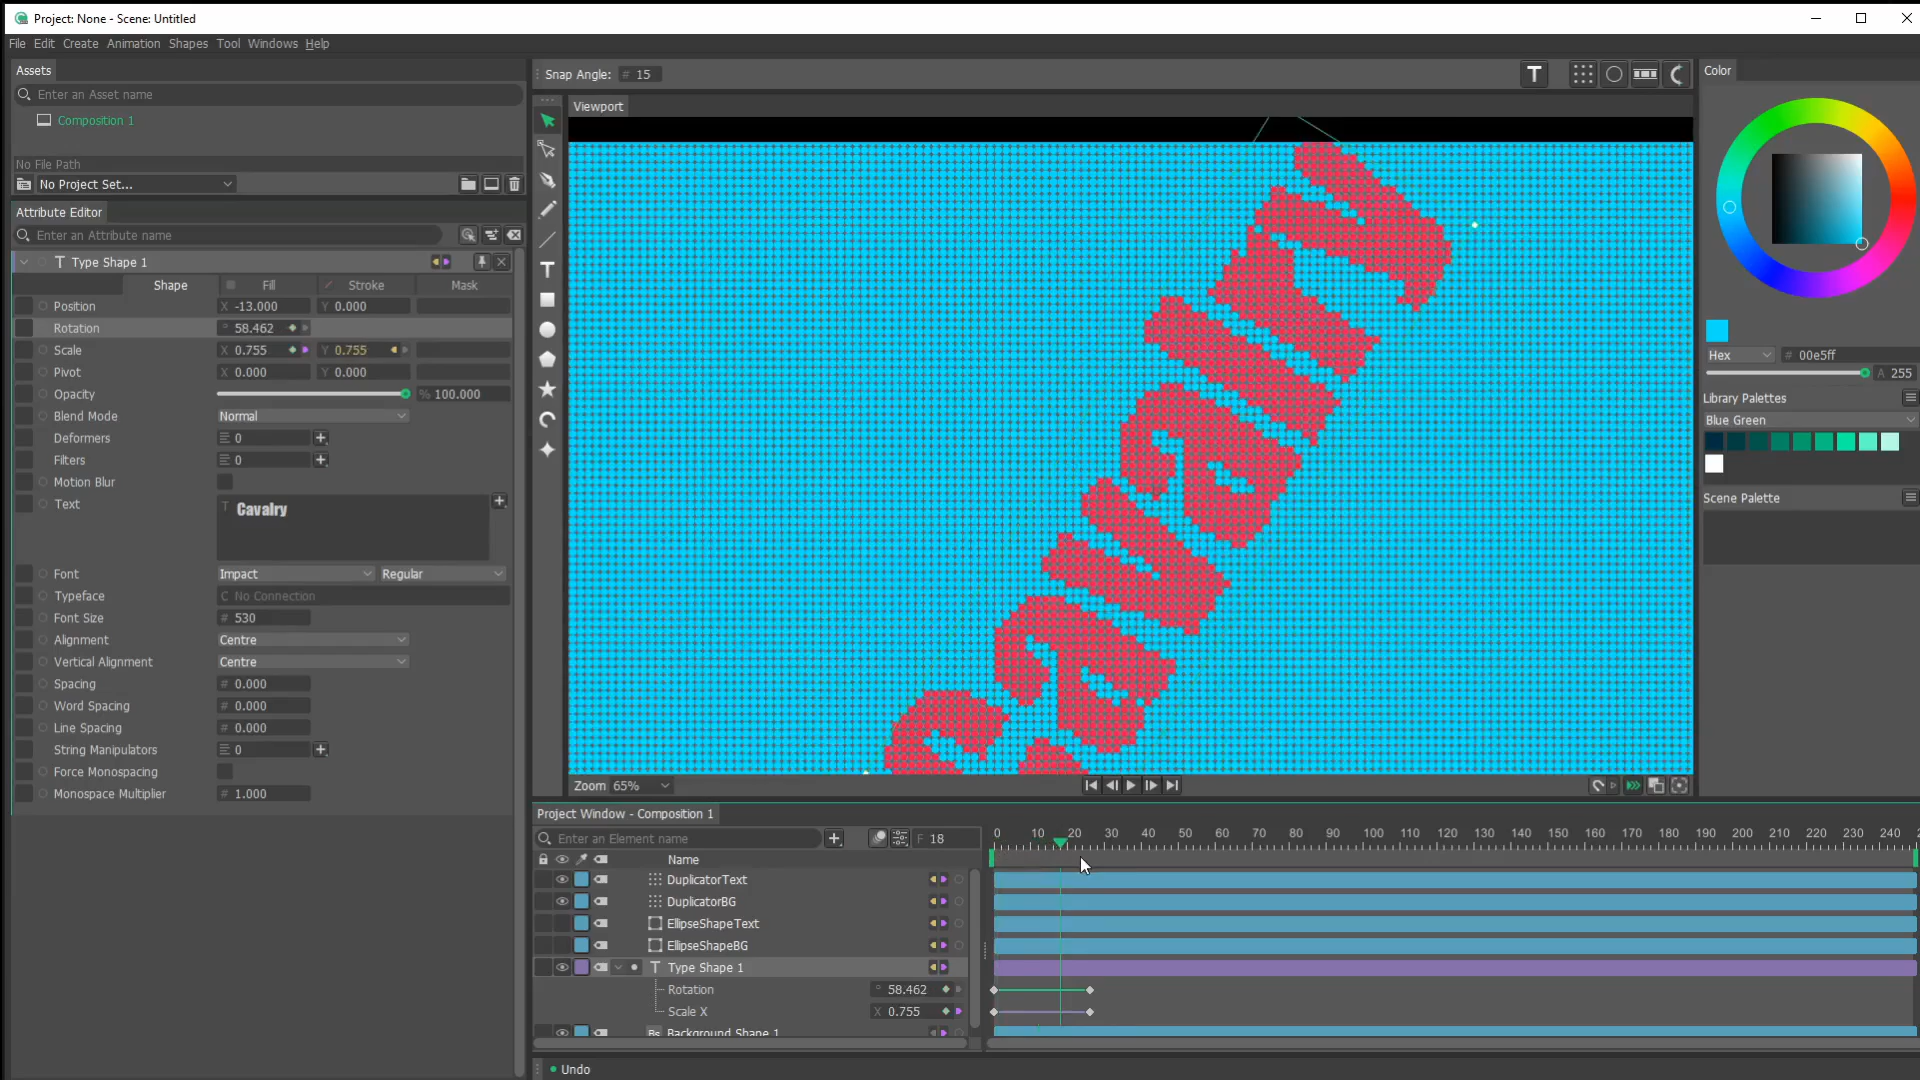 Project: None - Scene: Untitled
File Edit Create Animation Shapes Tool Windows Help
Assets
Enter an Asset name
Composition 1
No File Path
No Project Set...
Attribute Editor
Enter an Attribute name
Type Shape 1
Shape Fill Stroke Mask
Position X -13.000 Y 0.000
Rotation ° 58.462
Scale X 0.755 Y 0.755
Pivot X 0.000 Y 0.000
Opacity % 100.000
Blend Mode Normal
Deformers 0
Filters 0
Motion Blur
Text T Cavalry
Font Impact Regular
Typeface C No Connection
Font Size # 530
Alignment Centre
Vertical Alignment Centre
Spacing # 0.000
Word Spacing # 0.000
Line Spacing # 0.000
String Manipulators 0
Force Monospacing
Monospace Multiplier # 1.000
Snap Angle: # 15
Viewport
Cavalry
Zoom 65%
Project Window - Composition 1
Enter an Element name F 18
Name
DuplicatorText
DuplicatorBG
EllipseShapeText
EllipseShapeBG
Type Shape 1
Rotation ° 58.462
Scale X X 0.755
Bs Background Shape 1
0 10 20 30 40 50 60 70 80 90 100 110 120 130 140 150 160 170 180 190 200 210 220 230 240
Undo
Color
Hex # 00e5ff
A 255
Library Palettes
Blue Green
Scene Palette